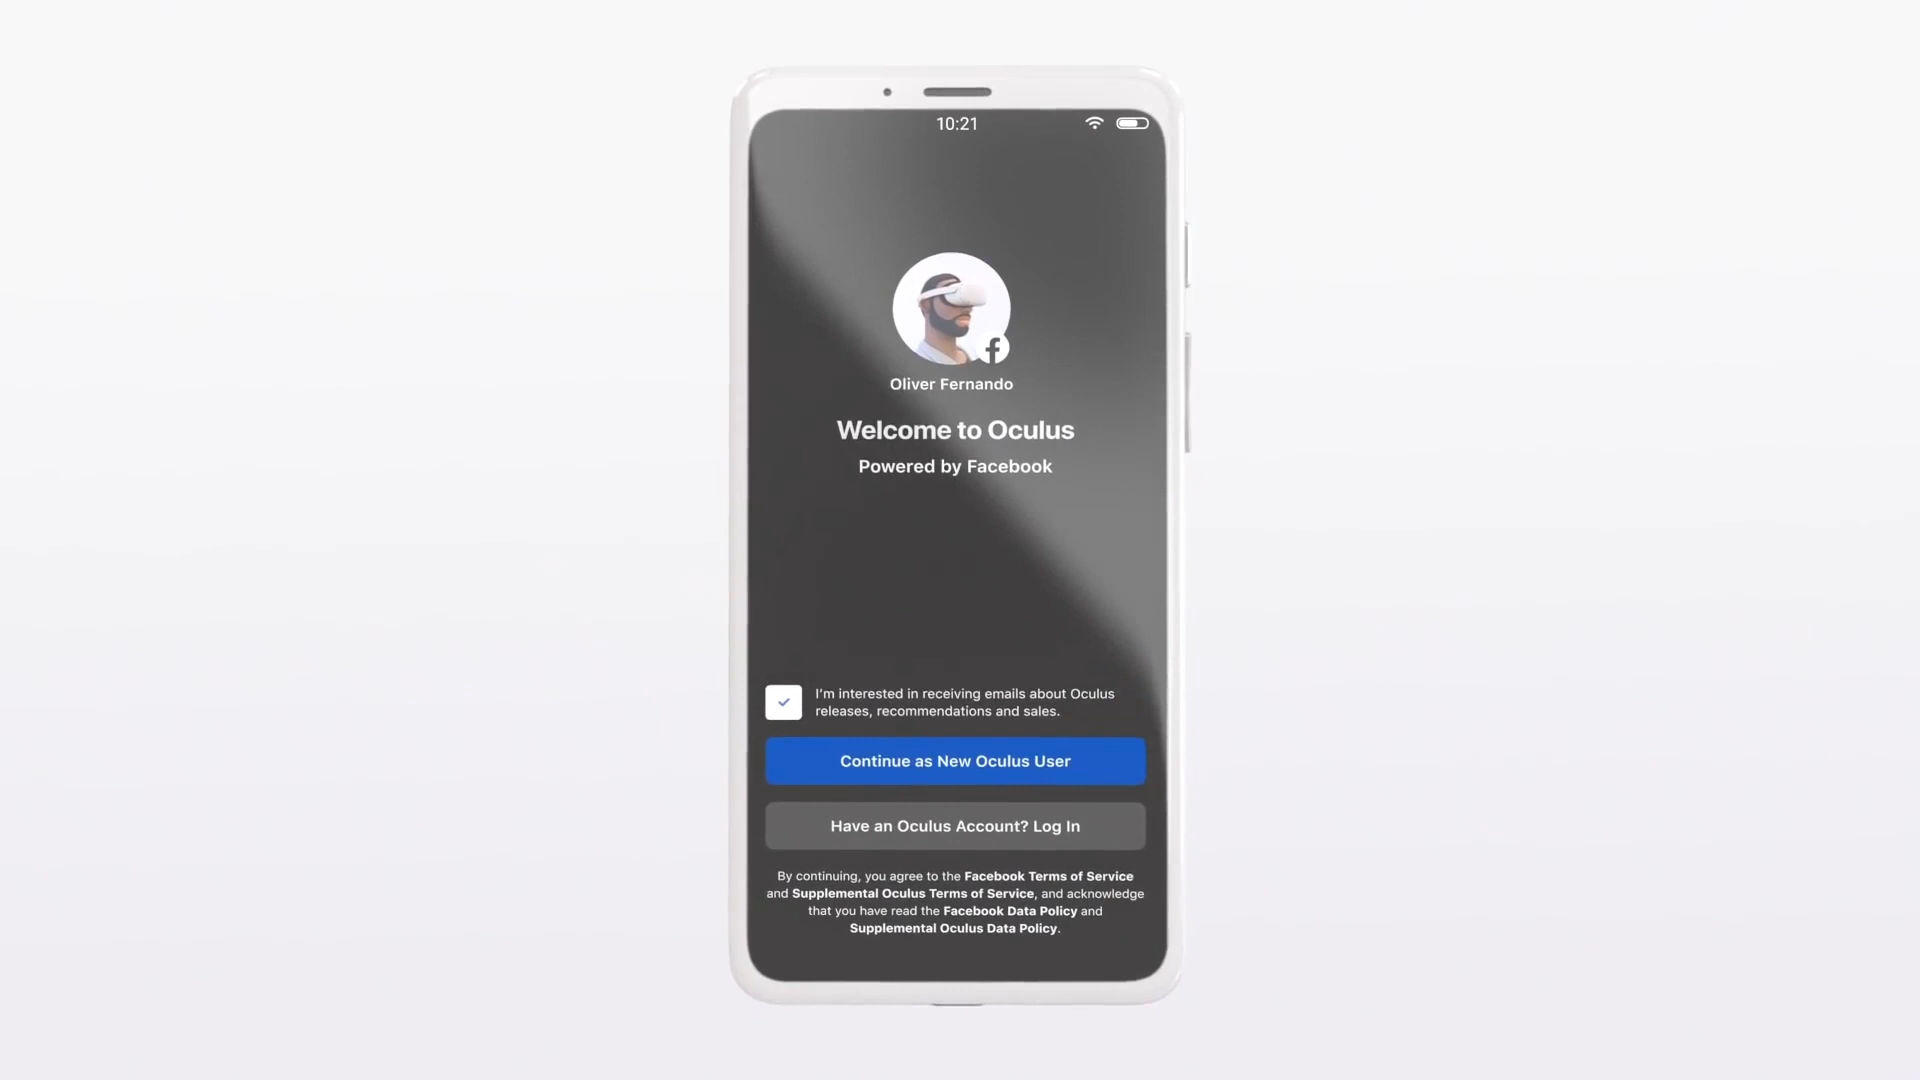 10:21
Oliver Fernando
Welcome to Oculus
Powered by Facebook
I'm interested in receiving emails about Oculus
releases, recommendations and sales.
Continue as New Oculus User
Have an Oculus Account? Log In
By continuing, you agree to the Facebook Terms of Service
and Supplemental Oculus Terms of Service, and acknowledge
that you have read the Facebook Data Policy and
Supplemental Oculus Data Policy.